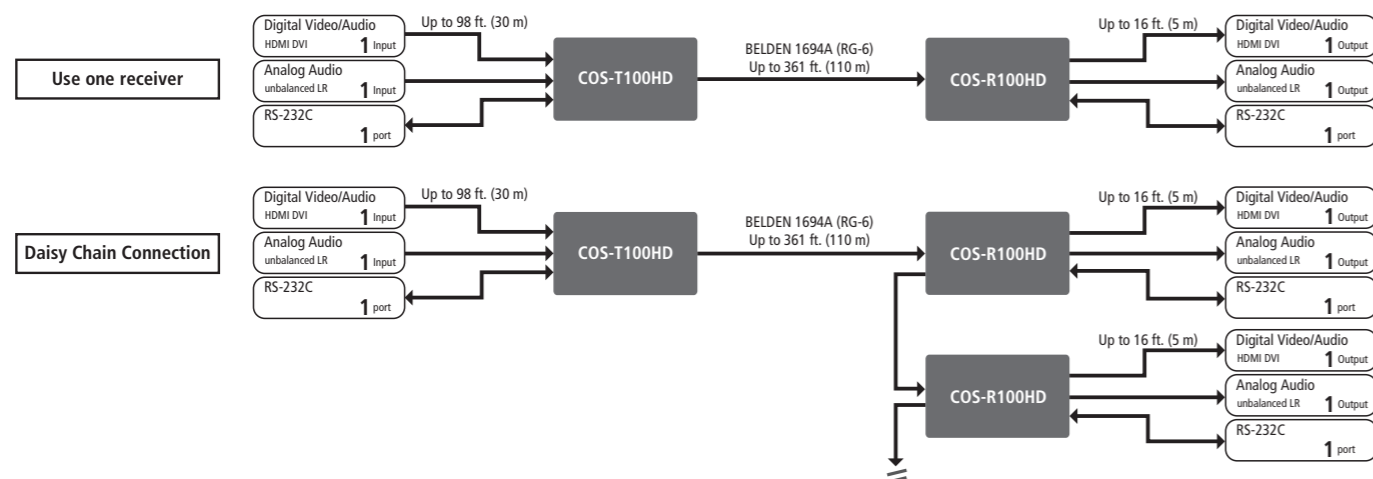 Digital Video/Audio
HDMI DVI 1 Input
Up to 98 ft. (30 m)
Up to 16 ft. (5 m)
Digital Video/Audio
HDMI DVI 1 Output
Use one receiver
Analog Audio
unbalanced LR 1 Input
COS-T100HD
BELDEN 1694A (RG-6)
Up to 361 ft. (110 m)
COS-R100HD
Analog Audio
unbalanced LR 1 Output
RS-232C
1 port
RS-232C
1 port
Digital Video/Audio
HDMI DVI 1 Input
Up to 98 ft. (30 m)
Up to 16 ft. (5 m)
Digital Video/Audio
HDMI DVI 1 Output
Daisy Chain Connection
Analog Audio
unbalanced LR 1 Input
COS-T100HD
BELDEN 1694A (RG-6)
Up to 361 ft. (110 m)
COS-R100HD
Analog Audio
unbalanced LR 1 Output
RS-232C
1 port
RS-232C
1 port
Up to 16 ft. (5 m)
Digital Video/Audio
HDMI DVI 1 Output
COS-R100HD
Analog Audio
unbalanced LR 1 Output
RS-232C
1 port